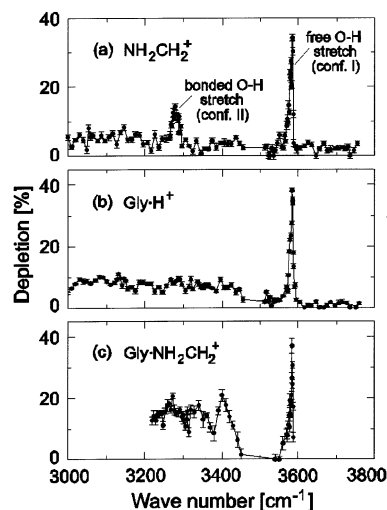 (a) NH₂CH₂⁺
free O-H
stretch
(conf. I)
bonded O-H
stretch
(conf. II)
40
20
0
(b) Gly·H⁺
40
20
0
(c) Gly·NH₂CH₂⁺
40
20
0
Depletion [%]
3000 3200 3400 3600 3800
Wave number [cm⁻¹]